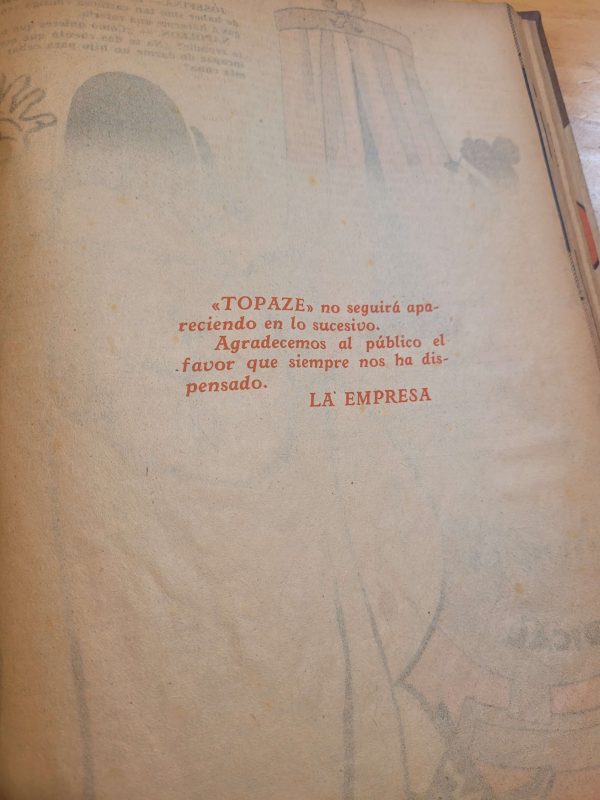 «TOPAZE» no seguirá apa-
reciendo en lo sucesivo.
Agradecemos al público el
favor que siempre nos ha dis-
pensado.
LA EMPRESA